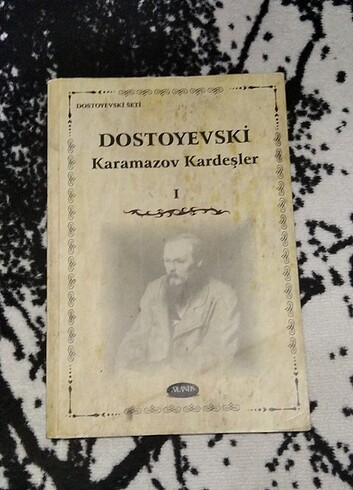 DOSTOYEVSKİ SETİ
DOSTOYEVSKİ
Karamazov Kardeşler
I